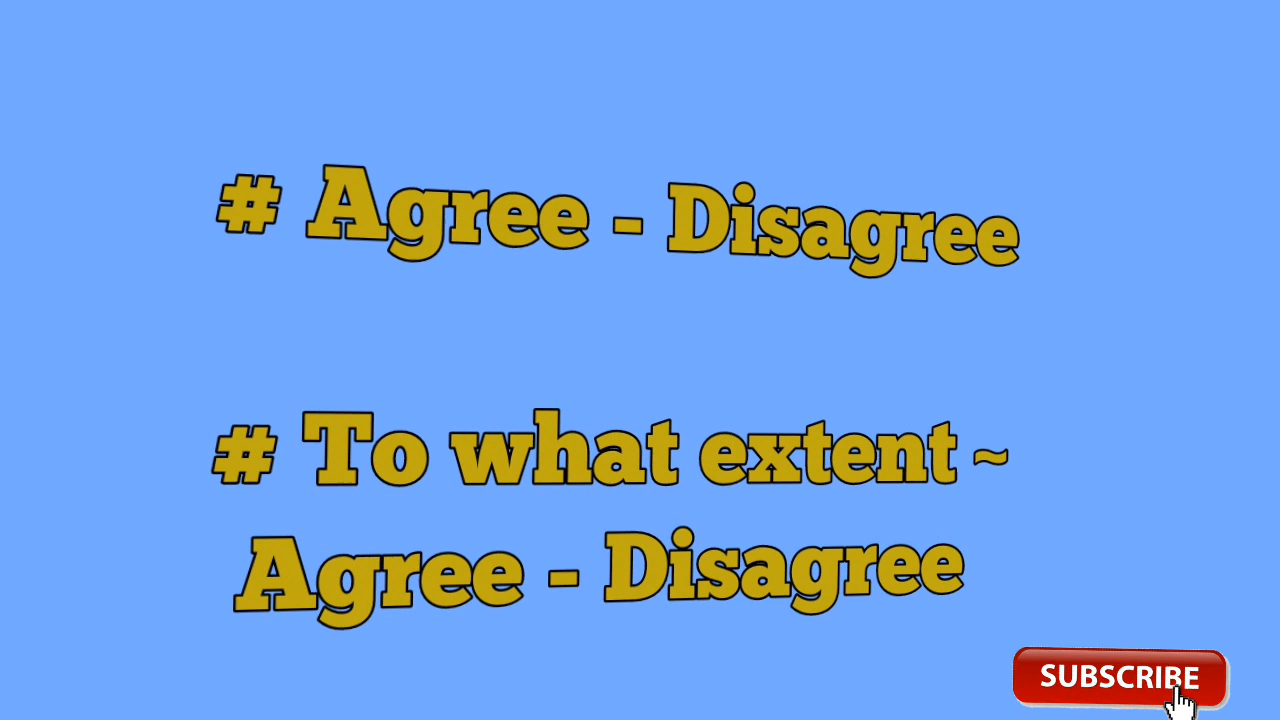 # Agree - Disagree
# To what extent ~
Agree - Disagree
SUBSCRIBE